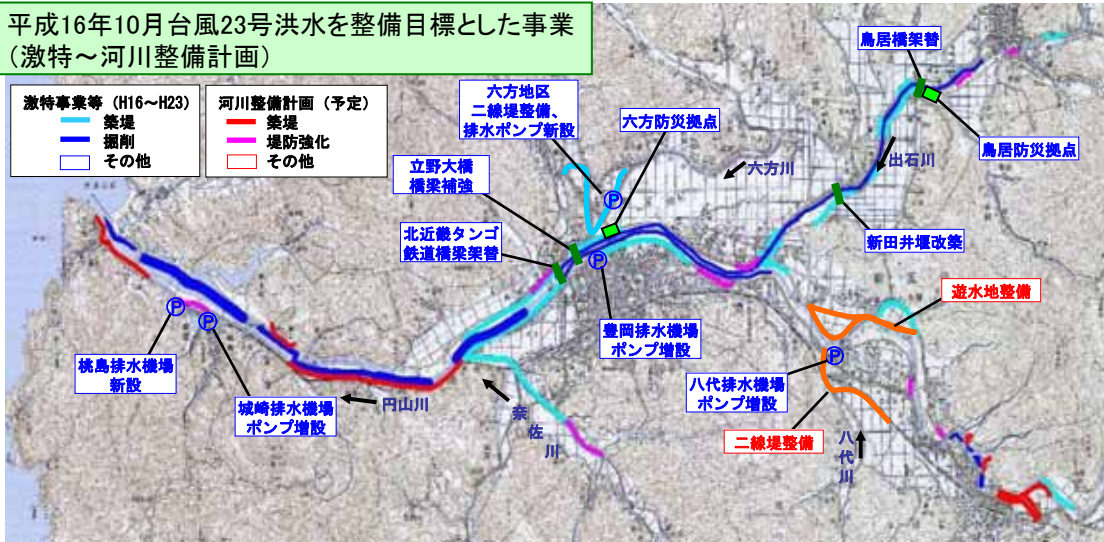 平成16年10月台風23号洪水を整備目標とした事業
(激特～河川整備計画)
激特事業等（H16～H23）
築堤
掘削
その他
河川整備計画（予定）
築堤
堤防強化
その他
六方地区
二線堤整備、
排水ポンプ新設
六方防災拠点
鳥居橋架替
鳥居防災拠点
出石川
六方川
立野大橋
橋梁補強
北近畿タンゴ
鉄道橋梁架替
新田井堰改築
遊水地整備
豊岡排水機場
ポンプ増設
八代排水機場
ポンプ増設
二線堤整備
八代川
桃島排水機場
新設
城崎排水機場
ポンプ増設
円山川
奈佐川
P
P
P
P
P